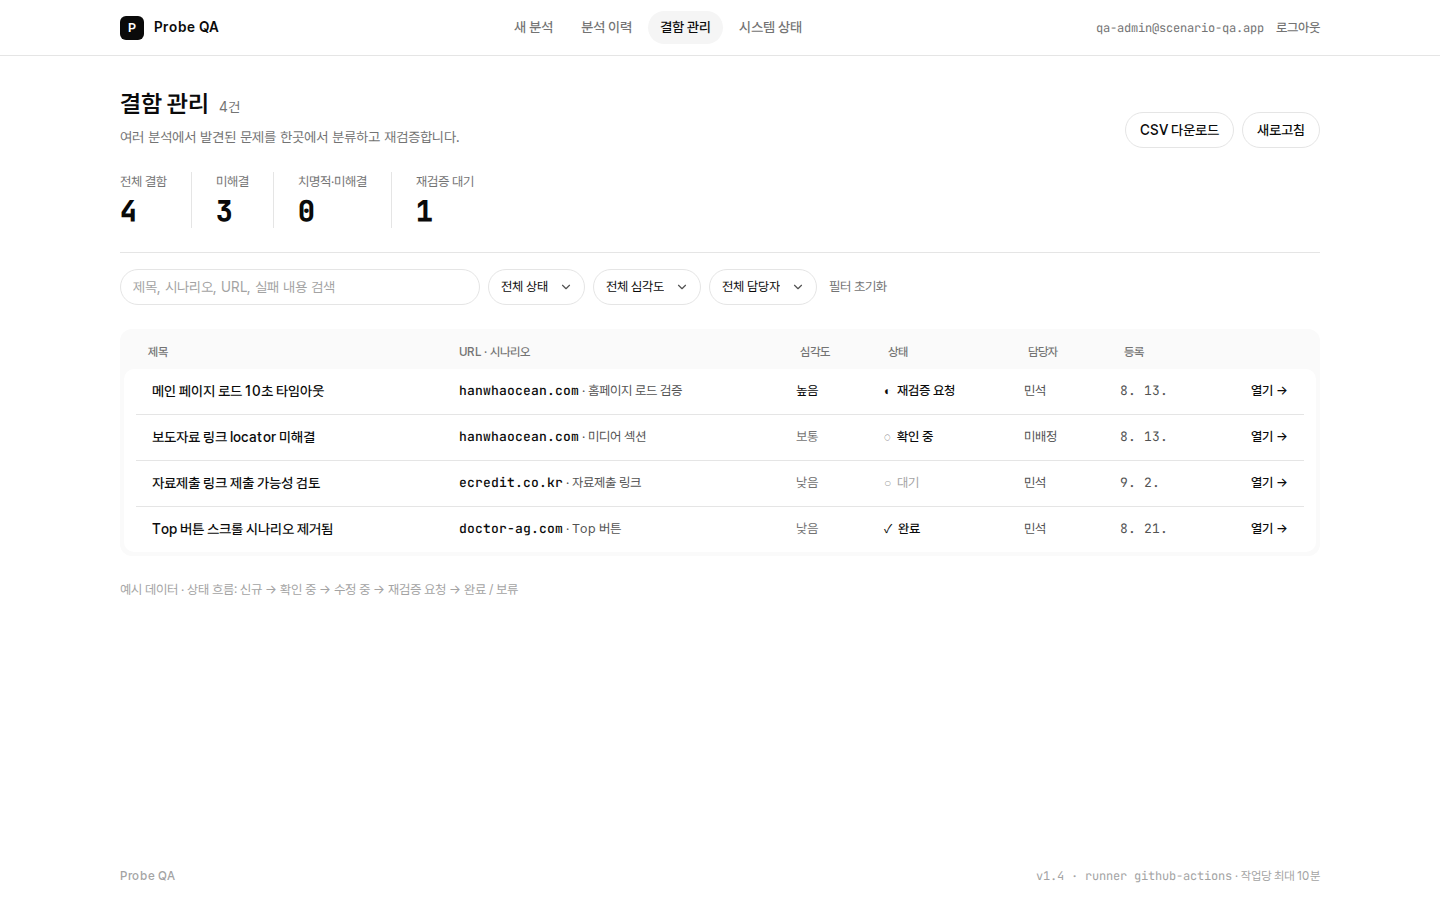 P Probe QA 새 분석 분석 이력 결함 관리 시스템 상태 qa-admin@scenario-qa.app 로그아웃
결함 관리 4건
여러 분석에서 발견된 문제를 한곳에서 분류하고 재검증합니다.
CSV 다운로드 새로고침
전체 결함 미해결 치명적·미해결 재검증 대기
4 3 0 1
제목, 시나리오, URL, 실패 내용 검색 전체 상태 전체 심각도 전체 담당자 필터 초기화
제목 URL · 시나리오 심각도 상태 담당자 등록
메인 페이지 로드 10초 타임아웃 hanwhaocean.com · 홈페이지 로드 검증 높음 재검증 요청 민석 8. 13. 열기 →
보도자료 링크 locator 미해결 hanwhaocean.com · 미디어 섹션 보통 ○ 확인 중 미배정 8. 13. 열기 →
자료제출 링크 제출 가능성 검토 ecredit.co.kr · 자료제출 링크 낮음 ○ 대기 민석 9. 2. 열기 →
Top 버튼 스크롤 시나리오 제거됨 doctor-ag.com · Top 버튼 낮음 ✓ 완료 민석 8. 21. 열기 →
예시 데이터 · 상태 흐름: 신규 → 확인 중 → 수정 중 → 재검증 요청 → 완료 / 보류
Probe QA v1.4 · runner github-actions · 작업당 최대 10분